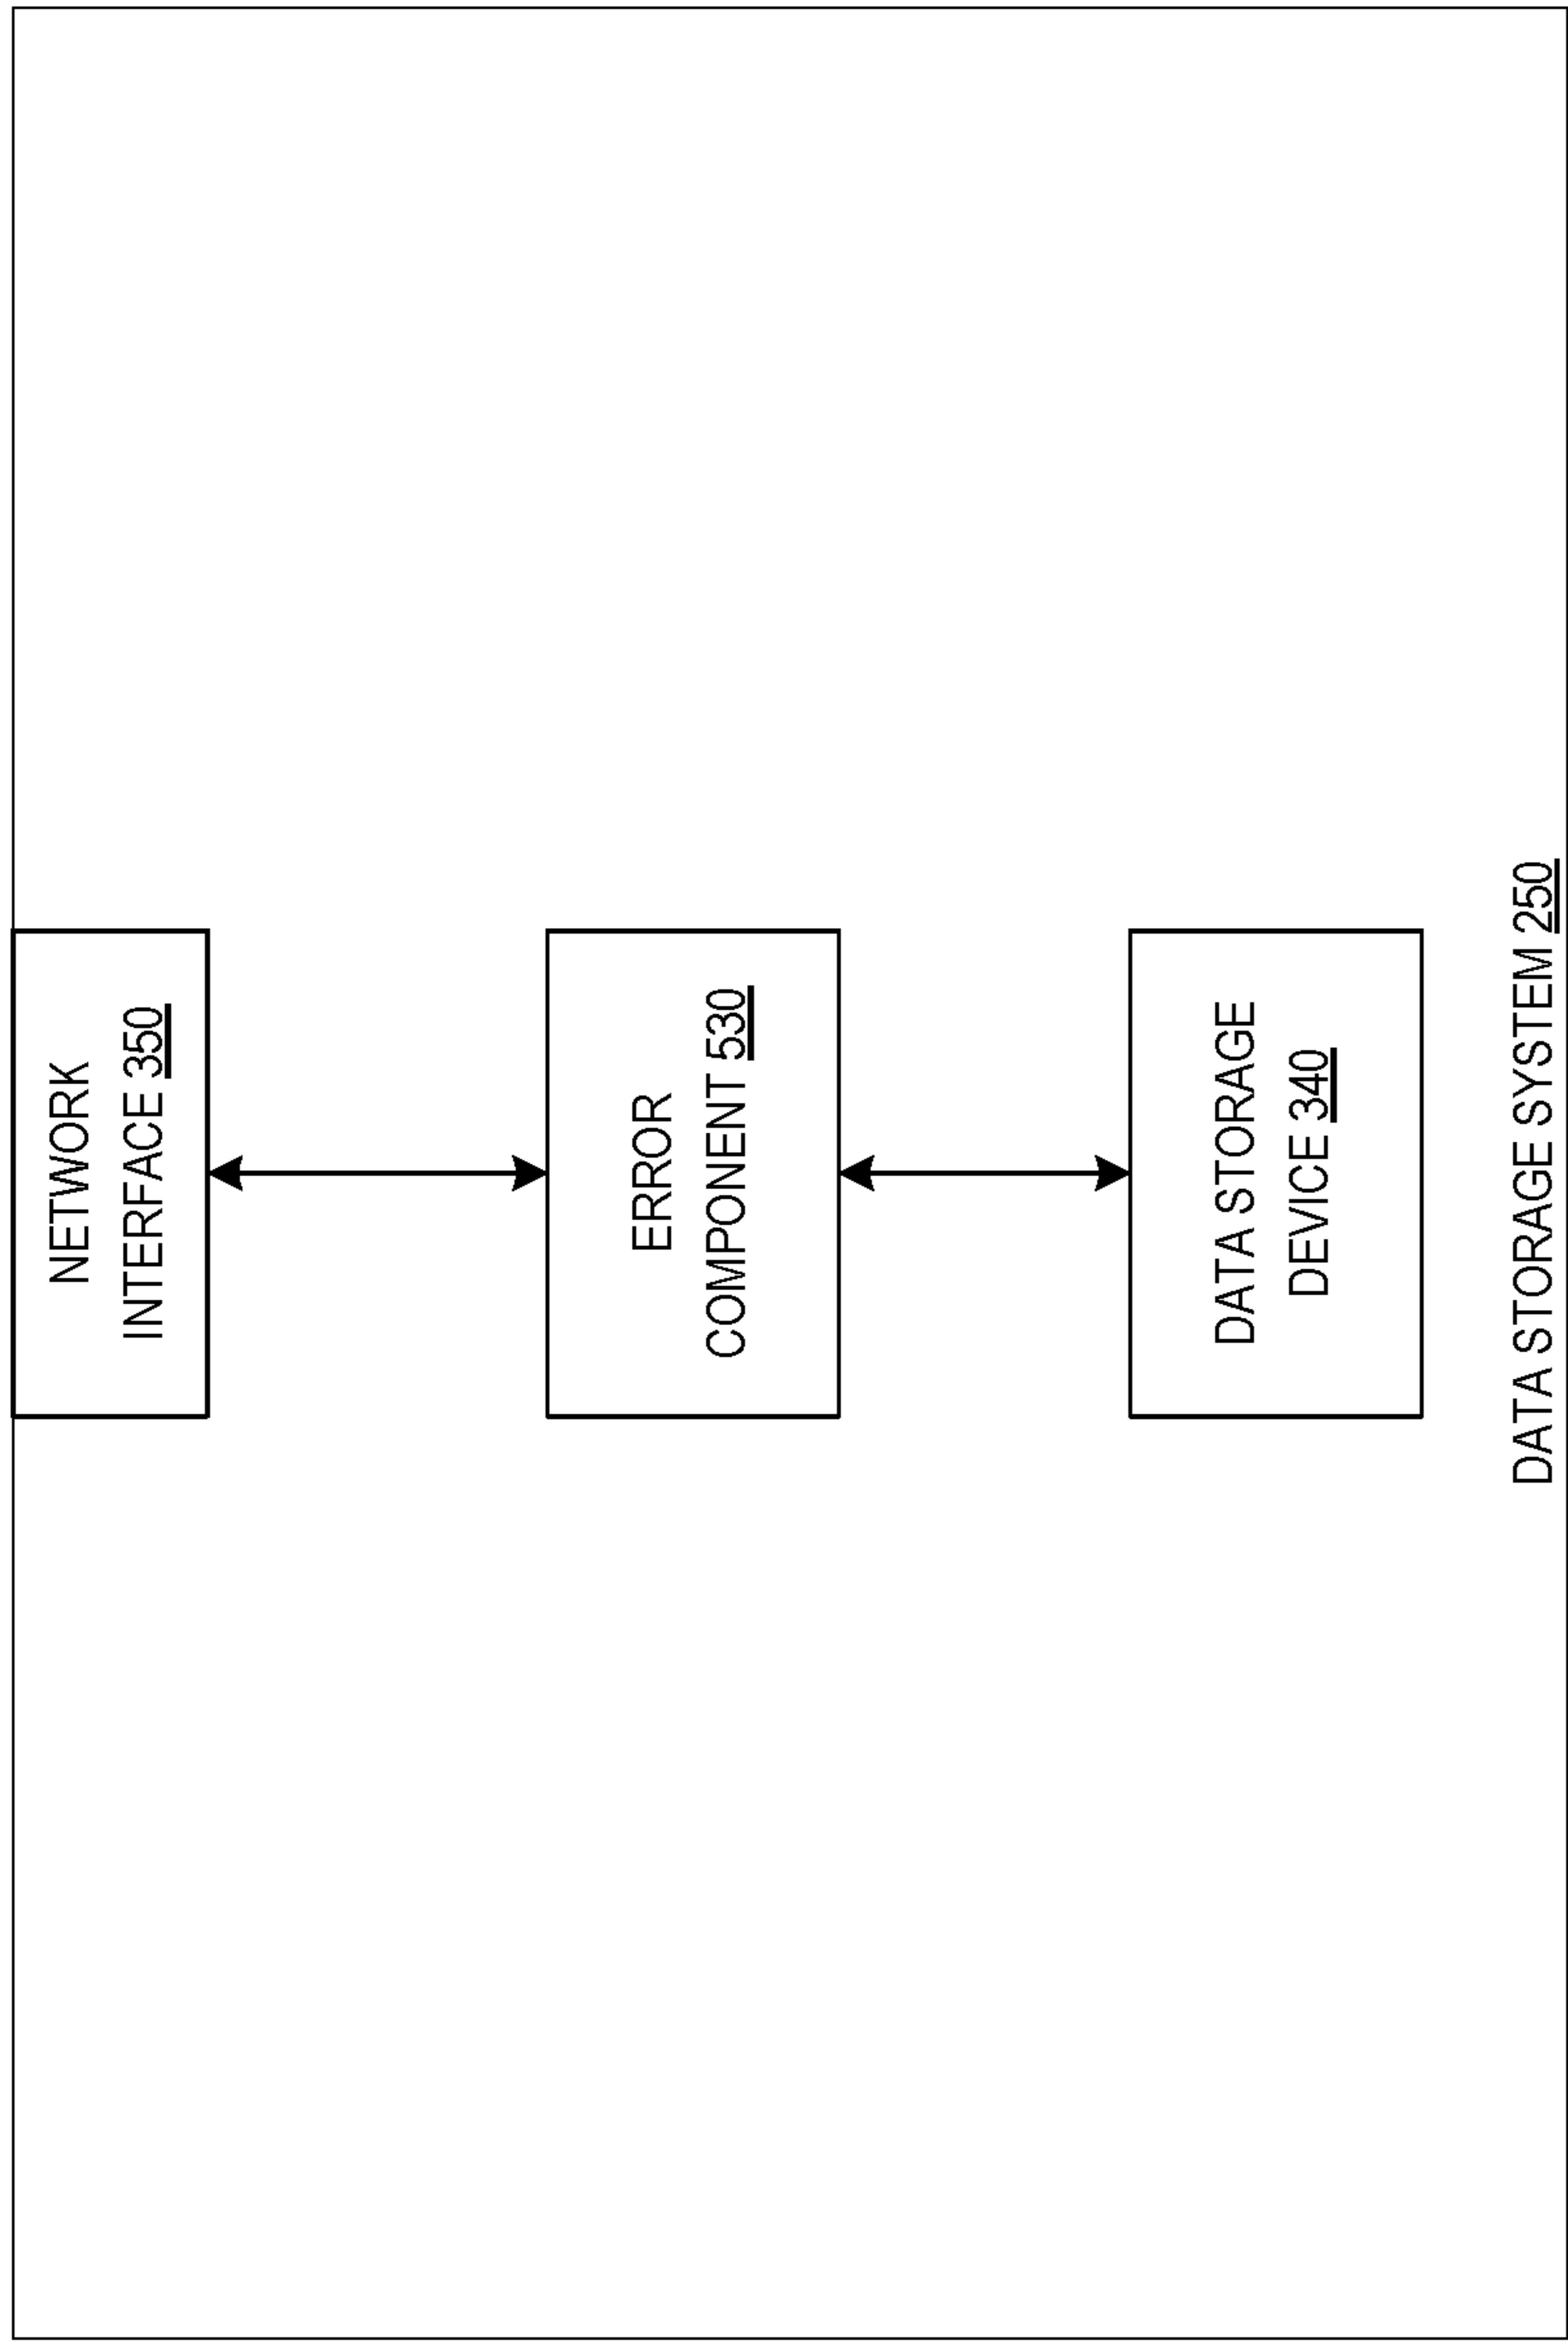 NETWORK
INTERFACE 350
ERROR
COMPONENT 530
DATA STORAGE
DEVICE 340
DATA STORAGE SYSTEM 250